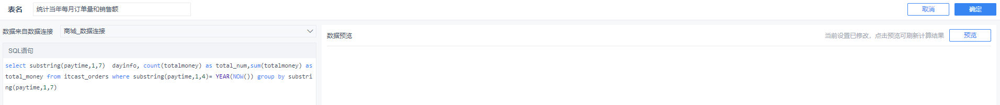 表名 统计当年每月订单量和销售额 取消 确定
数据来自数据连接 商城_数据连接
SQL语句
select substring(paytime,1,7)  dayinfo, count(totalmoney) as total_num,sum(totalmoney) as
total_money from itcast_orders where substring(paytime,1,4)= YEAR(NOW()) group by substri
ng(paytime,1,7)
数据预览 当前设置已修改，点击预览可刷新计算结果 预览